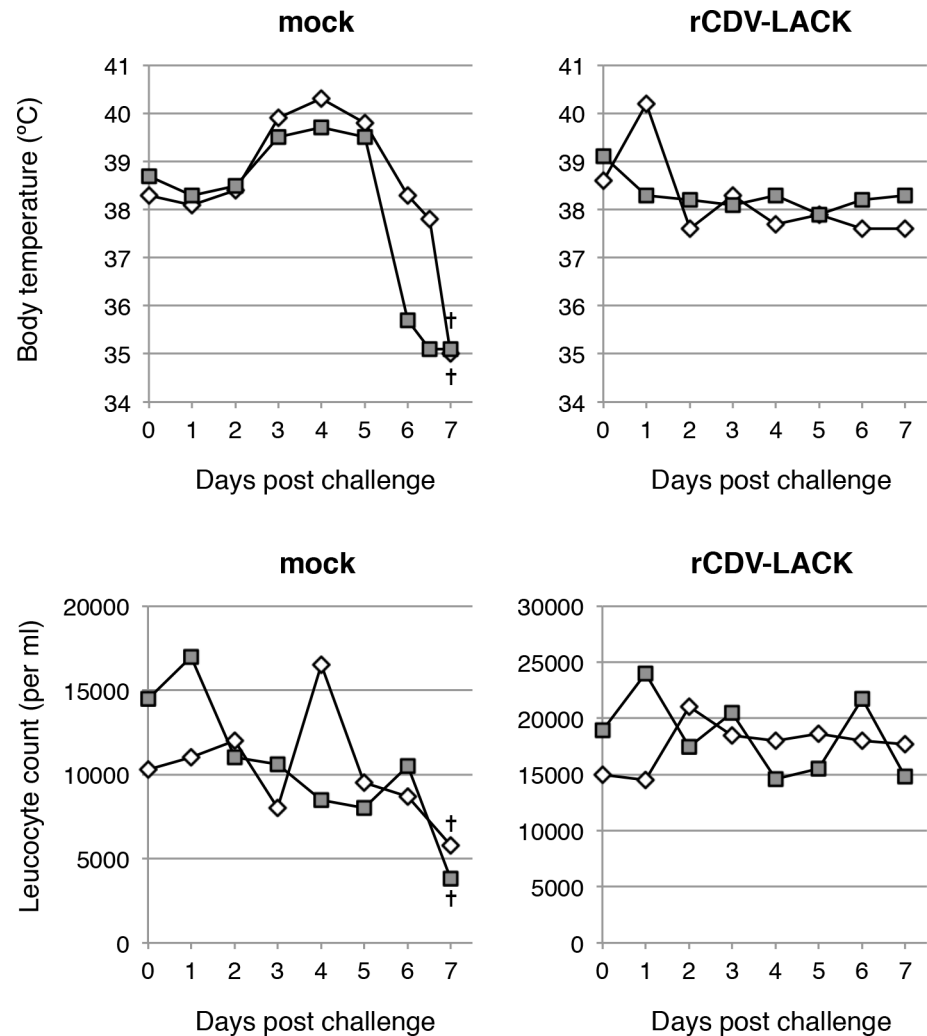 mock
rCDV-LACK
Body temperature (ºC)
41
40
39
38
37
36
35
34
†
†
0 1 2 3 4 5 6 7
Days post challenge
41
40
39
38
37
36
35
34
0 1 2 3 4 5 6 7
Days post challenge
mock
rCDV-LACK
Leucocyte count (per ml)
20000
15000
10000
5000
0
†
†
0 1 2 3 4 5 6 7
Days post challenge
30000
25000
20000
15000
10000
5000
0
0 1 2 3 4 5 6 7
Days post challenge